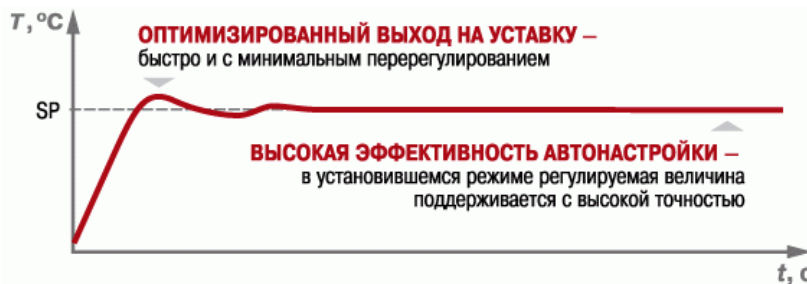 T, °C
ОПТИМИЗИРОВАННЫЙ ВЫХОД НА УСТАВКУ –
быстро и с минимальным перерегулированием
SP
ВЫСОКАЯ ЭФФЕКТИВНОСТЬ АВТОНАСТРОЙКИ –
в установившемся режиме регулируемая величина
поддерживается с высокой точностью
t, с